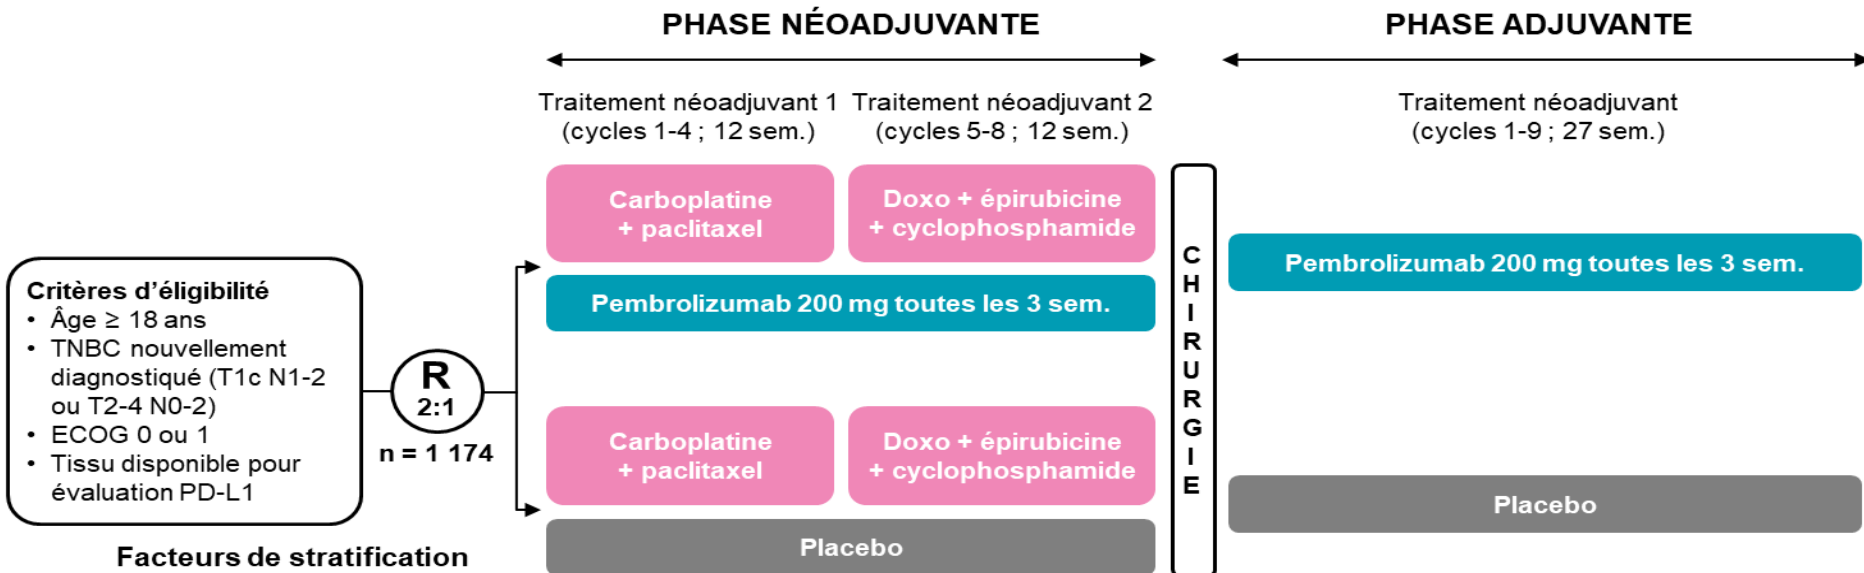 PHASE NÉOADJUVANTE
PHASE ADJUVANTE
Traitement néoadjuvant 1
(cycles 1-4 ; 12 sem.)
Traitement néoadjuvant 2
(cycles 5-8 ; 12 sem.)
Traitement néoadjuvant
(cycles 1-9 ; 27 sem.)
Critères d’éligibilité
• Âge ≥ 18 ans
• TNBC nouvellement
diagnostiqué (T1c N1-2
ou T2-4 N0-2)
• ECOG 0 ou 1
• Tissu disponible pour
évaluation PD-L1
R
2:1
n = 1 174
Carboplatine
+ paclitaxel
Doxo + épirubicine
+ cyclophosphamide
Pembrolizumab 200 mg toutes les 3 sem.
Carboplatine
+ paclitaxel
Doxo + épirubicine
+ cyclophosphamide
Placebo
CHIRURGIE
Pembrolizumab 200 mg toutes les 3 sem.
Placebo
Facteurs de stratification